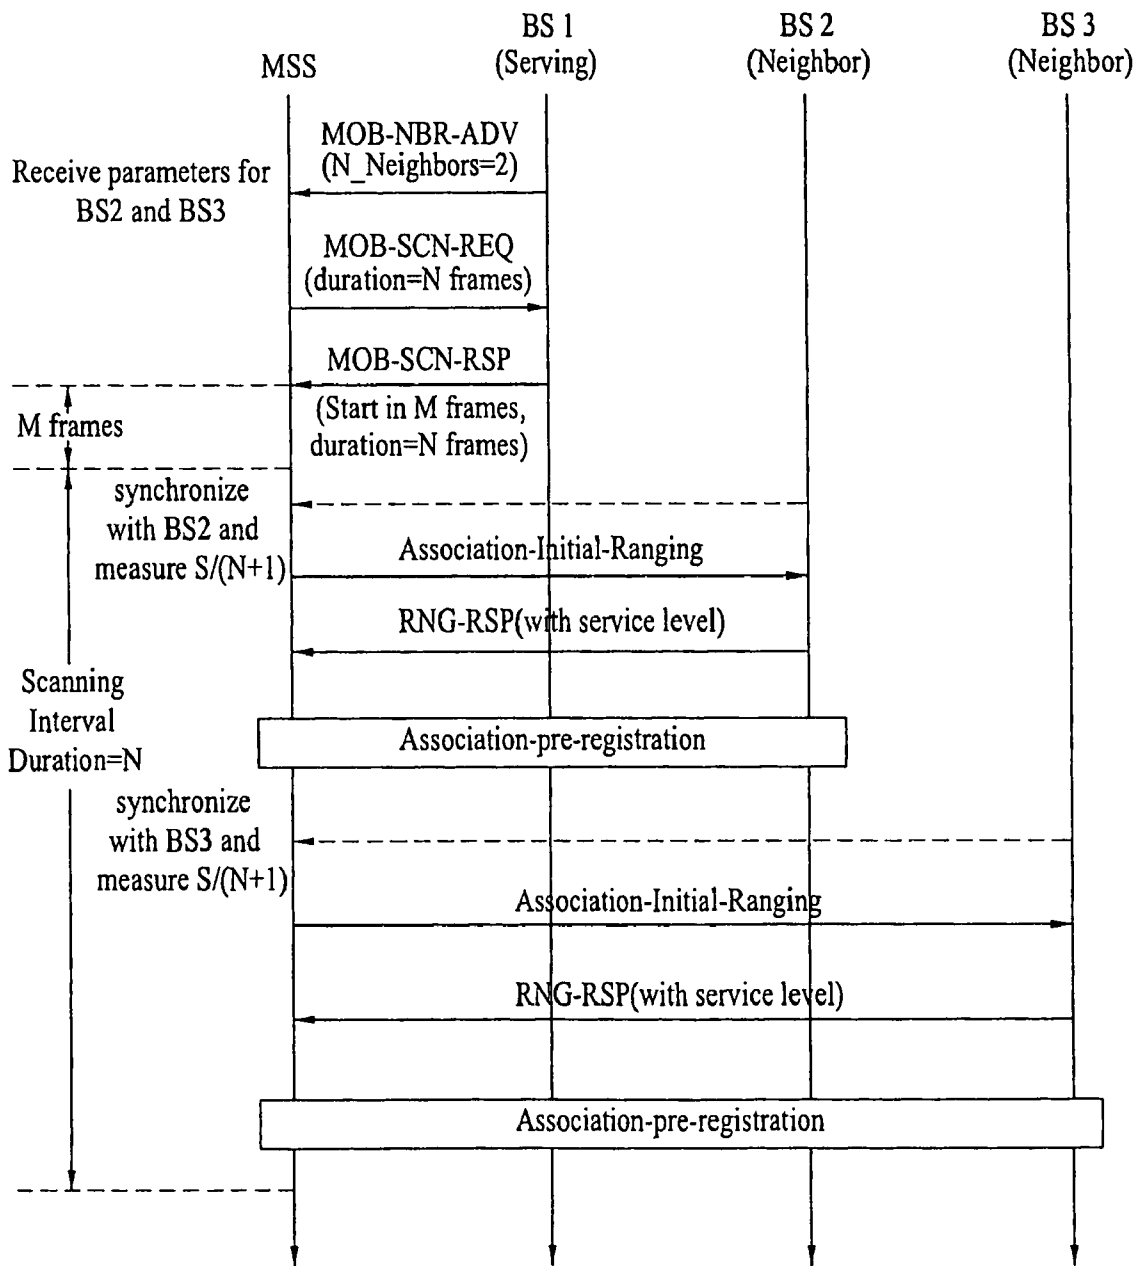 MSS
BS 1
(Serving)
BS 2
(Neighbor)
BS 3
(Neighbor)
MOB-NBR-ADV
(N_Neighbors=2)
Receive parameters for
BS2 and BS3
MOB-SCN-REQ
(duration=N frames)
MOB-SCN-RSP
(Start in M frames,
duration=N frames)
M frames
synchronize
with BS2 and
measure S/(N+1)
Association-Initial-Ranging
RNG-RSP(with service level)
Scanning
Interval
Duration=N
Association-pre-registration
synchronize
with BS3 and
measure S/(N+1)
Association-Initial-Ranging
RNG-RSP(with service level)
Association-pre-registration